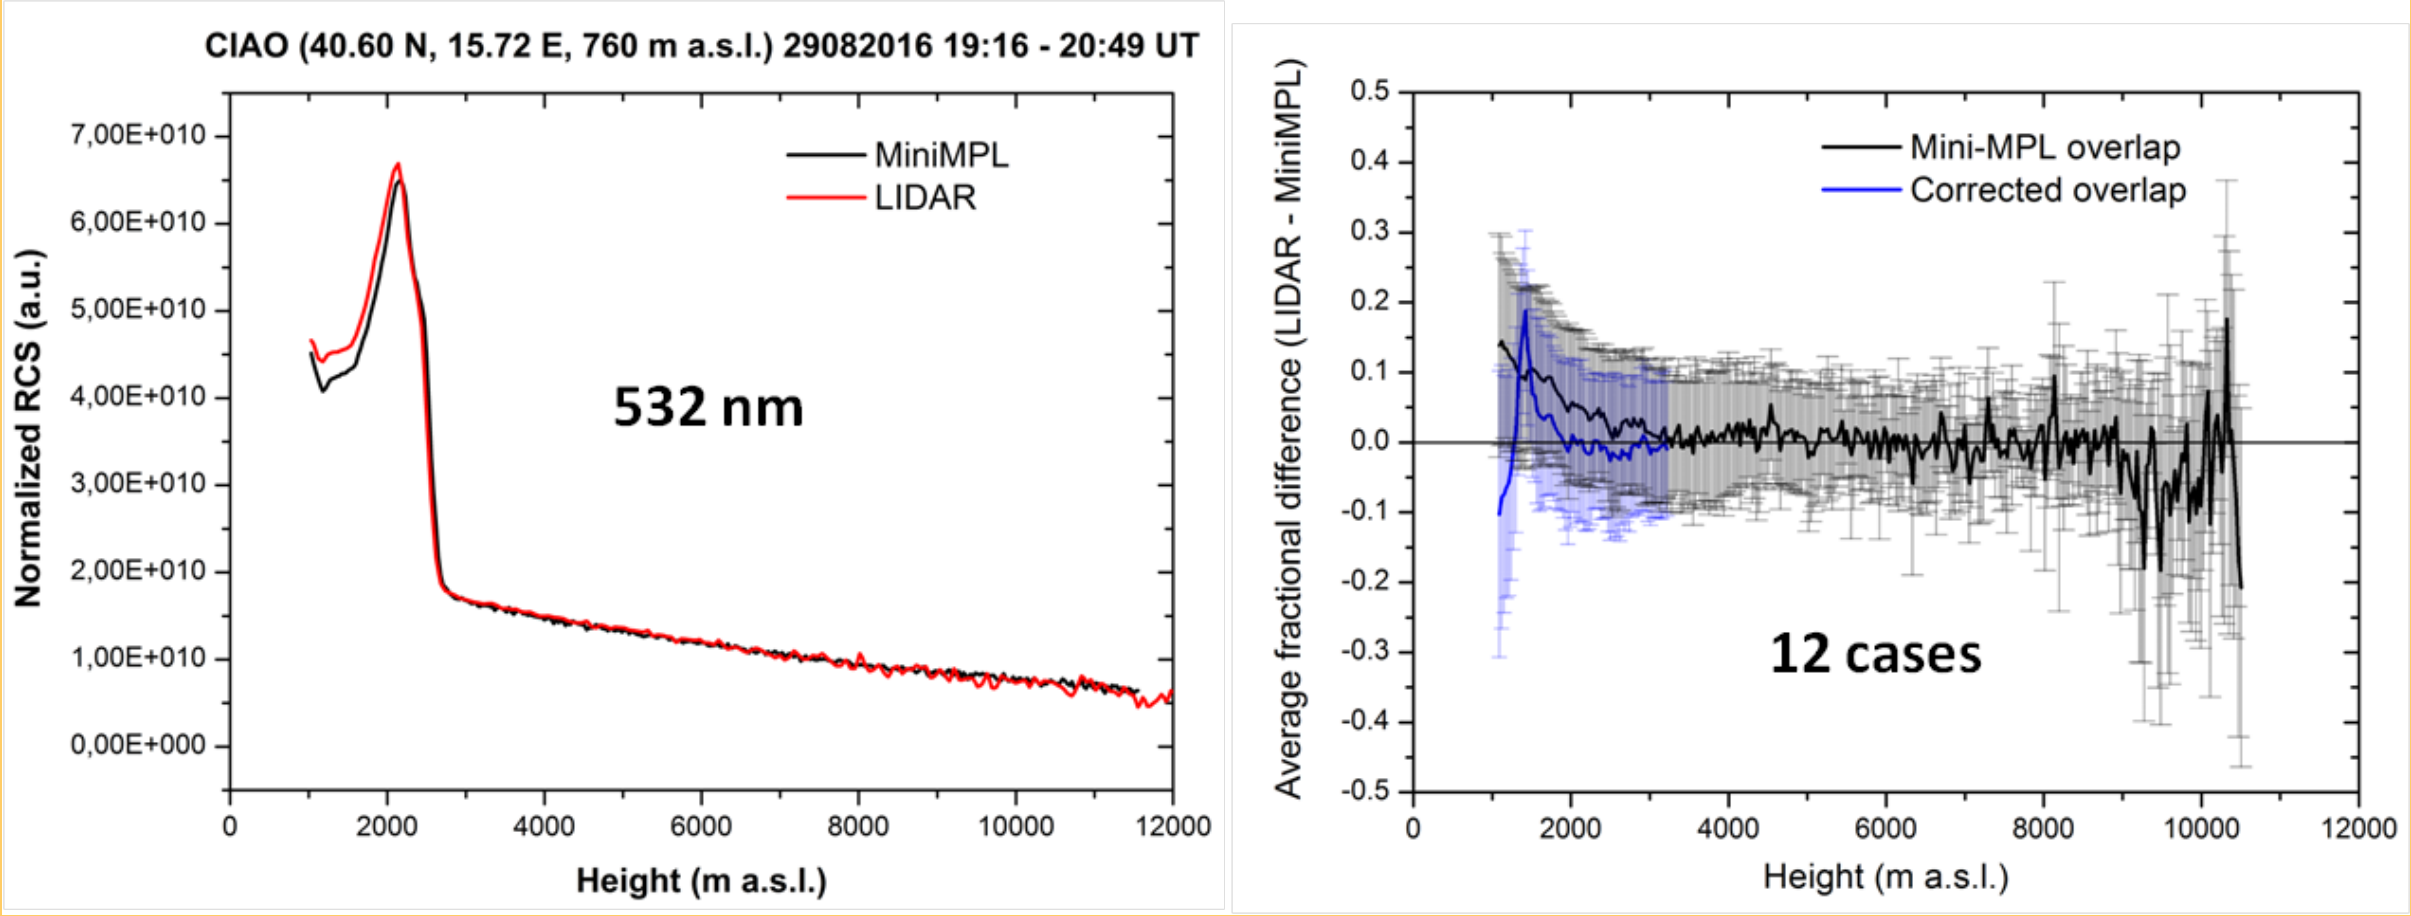 CIAO (40.60 N, 15.72 E, 760 m a.s.l.) 29082016 19:16 - 20:49 UT
Normalized RCS (a.u.)
7,00E+010
6,00E+010
5,00E+010
4,00E+010
3,00E+010
2,00E+010
1,00E+010
0,00E+000
MiniMPL
LIDAR
532 nm
0 2000 4000 6000 8000 10000 12000
Height (m a.s.l.)
Average fractional difference (LIDAR - MiniMPL)
0.5
0.4
0.3
0.2
0.1
0.0
-0.1
-0.2
-0.3
-0.4
-0.5
Mini-MPL overlap
Corrected overlap
12 cases
0 2000 4000 6000 8000 10000 12000
Height (m a.s.l.)